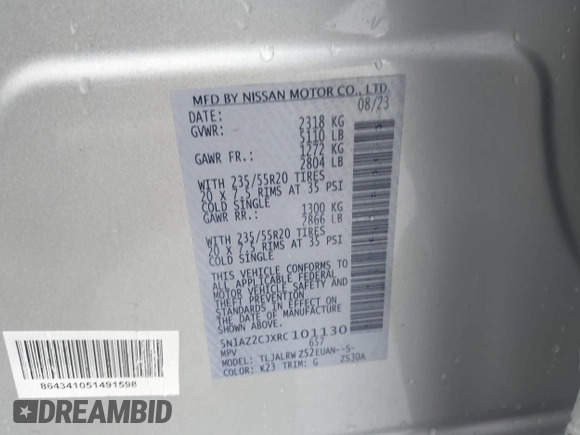 MFD BY NISSAN MOTOR CO., LTD.
DATE: 08/23
GVWR: 2318 KG
5110 LB
GAWR FR.: 1272 KG
2804 LB
WITH 235/55R20 TIRES
20 X 7.5 RIMS AT 35 PSI
COLD SINGLE
GAWR RR.: 1300 KG
2866 LB
WITH 235/55R20 TIRES
20 X 7.5 RIMS AT 35 PSI
COLD SINGLE
THIS VEHICLE CONFORMS TO
ALL APPLICABLE FEDERAL
MOTOR VEHICLE SAFETY AND
THEFT PREVENTION
STANDARDS IN EFFECT ON
THE DATE OF MANUFACTURE
SHOWN ABOVE.
5N1AZ2CJXRC101130
MPV 657
MODEL: TLJALRWZ52EUAN--S-
COLOR: K23 TRIM: G Z530A
864341051491598
DREAMBID